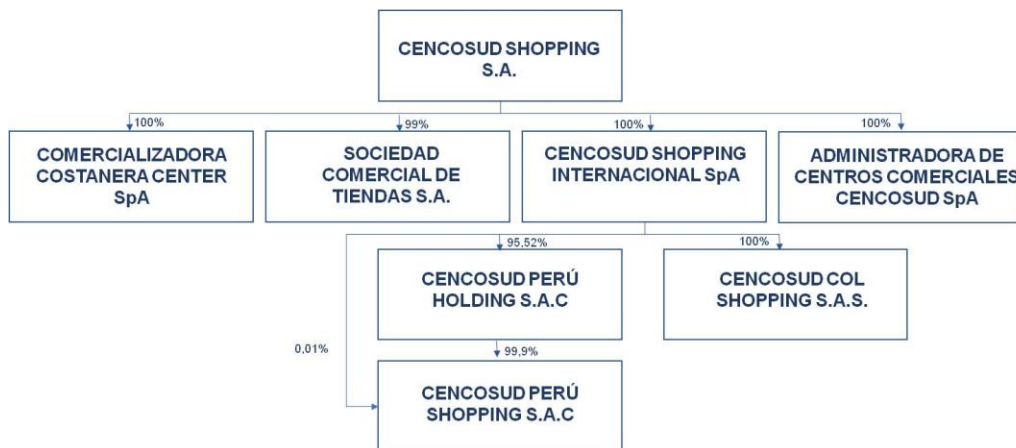 CENCOSUD SHOPPING
S.A.
100%
99%
100%
100%
COMERCIALIZADORA
COSTANERA CENTER
SpA
SOCIEDAD
COMERCIAL DE
TIENDAS S.A.
CENCOSUD SHOPPING
INTERNACIONAL SpA
ADMINISTRADORA DE
CENTROS COMERCIALES
CENCOSUD SpA
95,52%
100%
CENCOSUD PERÚ
HOLDING S.A.C
CENCOSUD COL
SHOPPING S.A.S.
0,01%
99,9%
CENCOSUD PERÚ
SHOPPING S.A.C